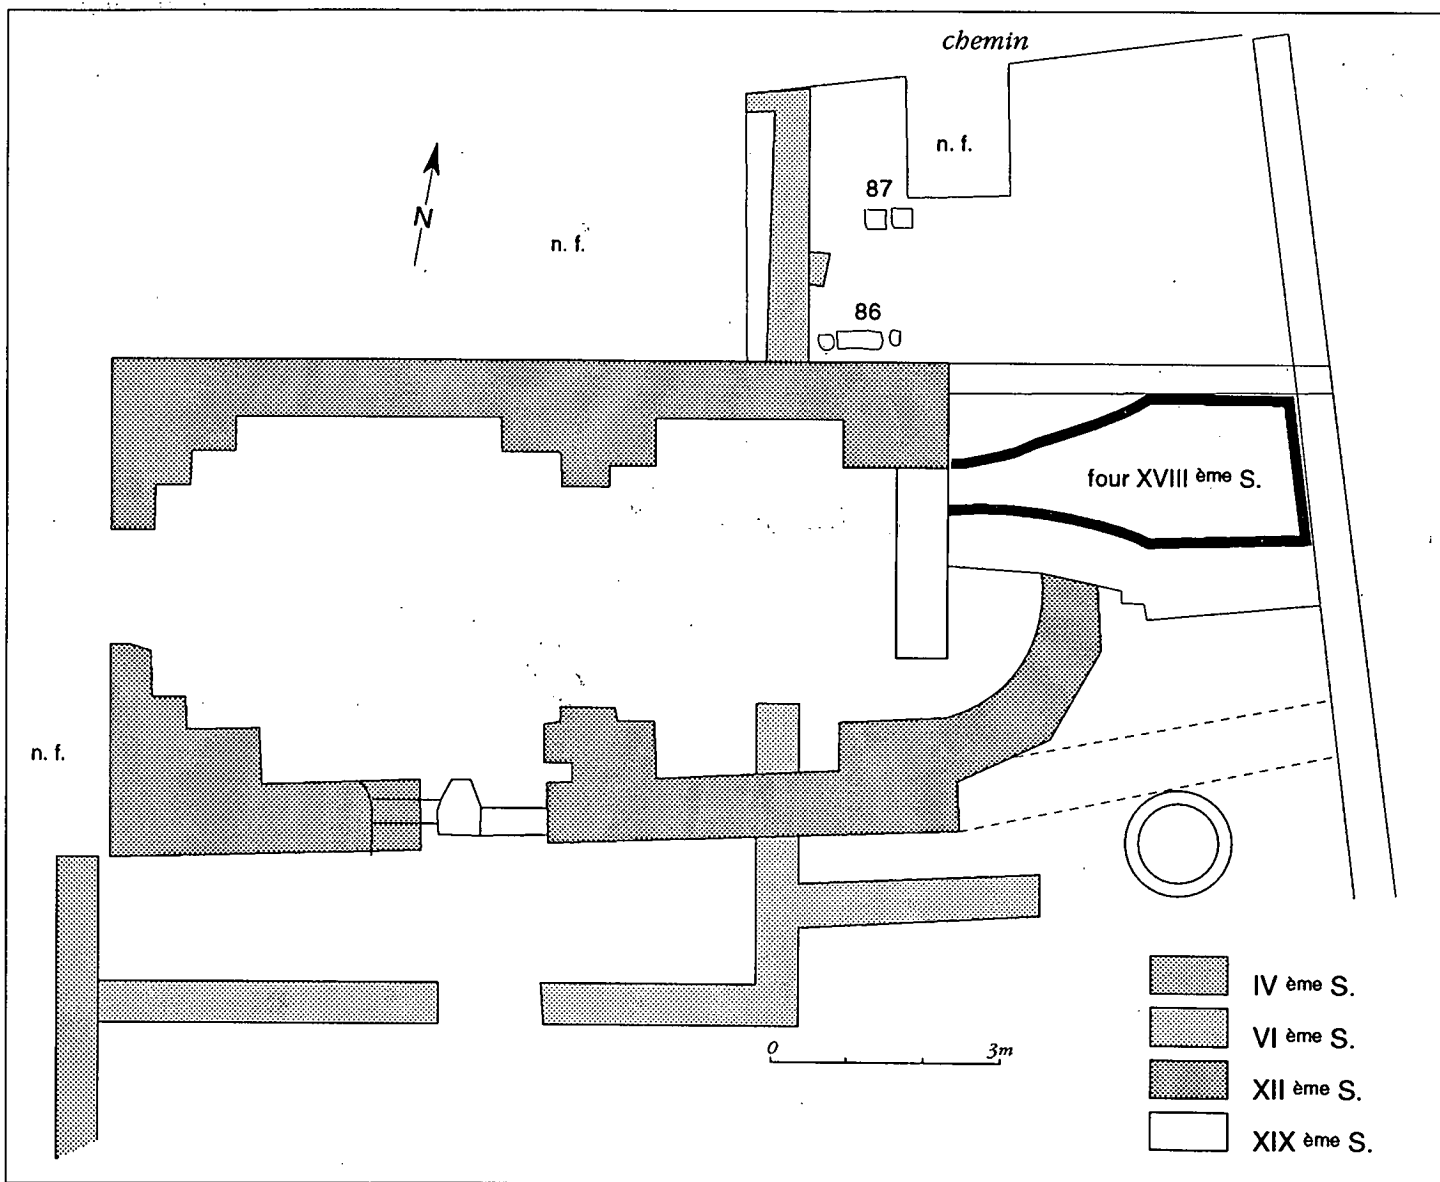 chemin
n. f.
N
n. f.
87
86
four XVIII ème S.
n. f.
0 3m
IV ème S.
VI ème S.
XII ème S.
XIX ème S.